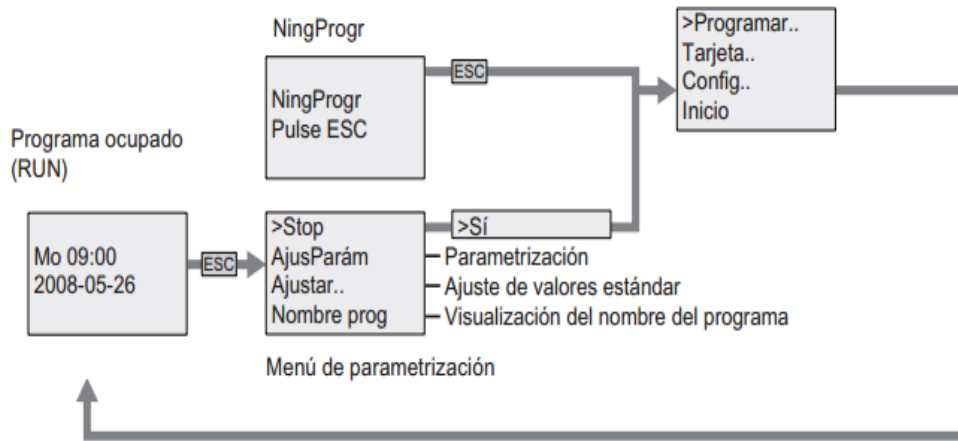 NingProgr
NingProgr
Pulse ESC
ESC
>Programar..
Tarjeta..
Config..
Inicio
Programa ocupado
(RUN)
Mo 09:00
2008-05-26
ESC
>Stop
AjusParám
Ajustar..
Nombre prog
>Sí
Parametrización
Ajuste de valores estándar
Visualización del nombre del programa
Menú de parametrización